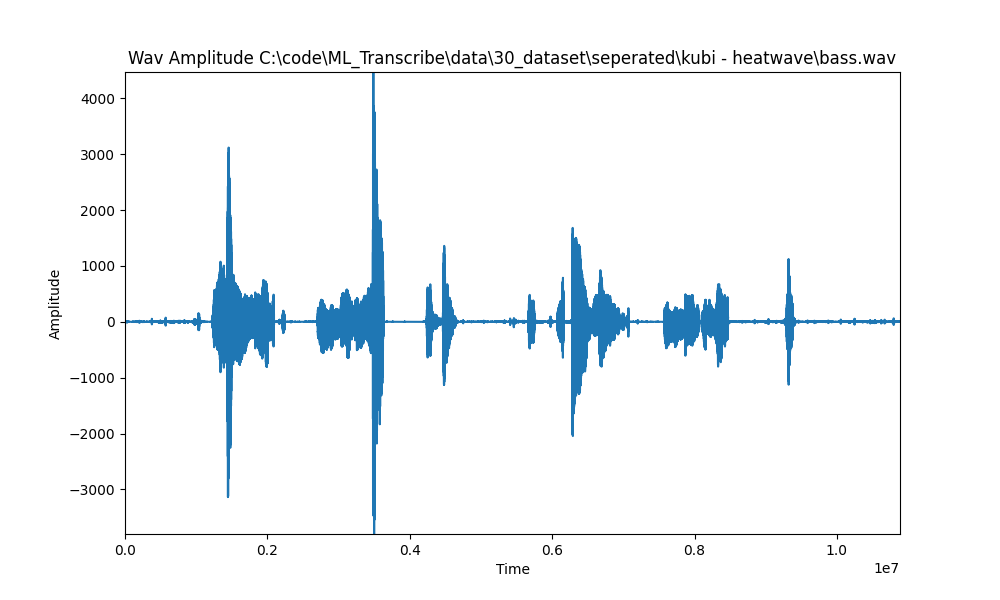 Wav Amplitude C:\code\ML_Transcribe\data\30_dataset\seperated\kubi - heatwave\bass.wav
4000
3000
2000
1000
0
−1000
−2000
−3000
Amplitude
0.0 0.2 0.4 0.6 0.8 1.0
1e7
Time